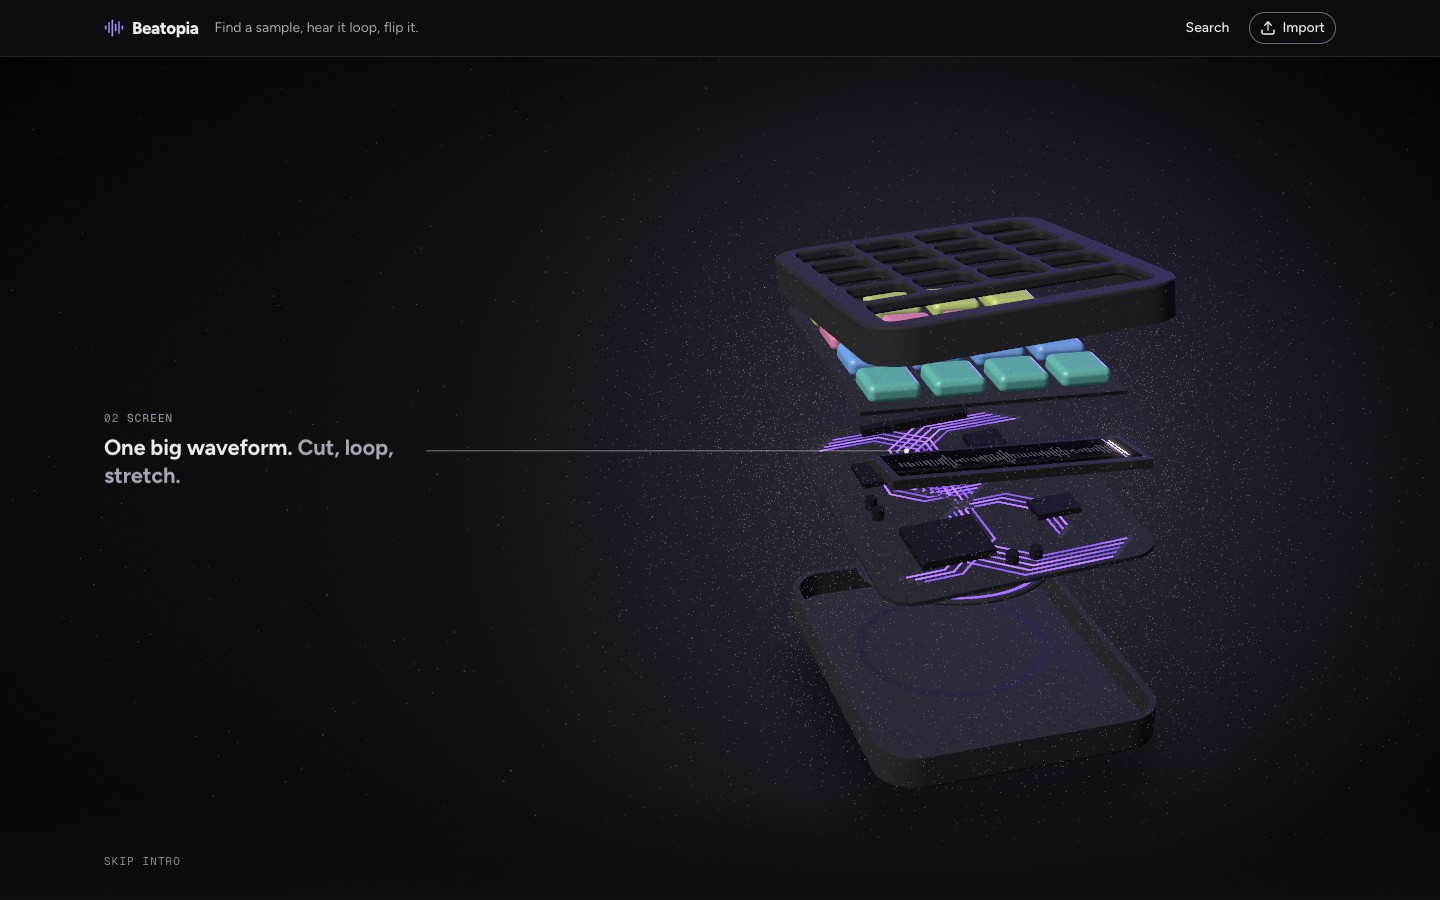 Beatopia
Find a sample, hear it loop, flip it.
Search
Import
02 SCREEN
One big waveform. Cut, loop,
stretch.
SKIP INTRO